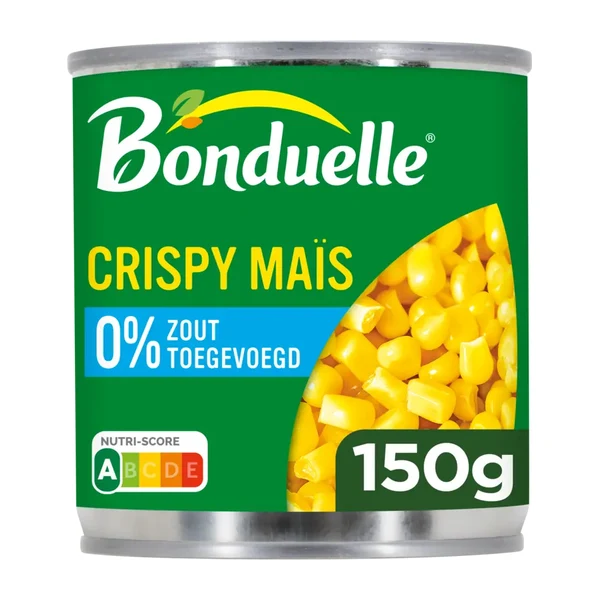 Bonduelle®
CRISPY MAÏS
0% ZOUT
TOEGEVOEGD
NUTRI-SCORE
A B C D E
150g